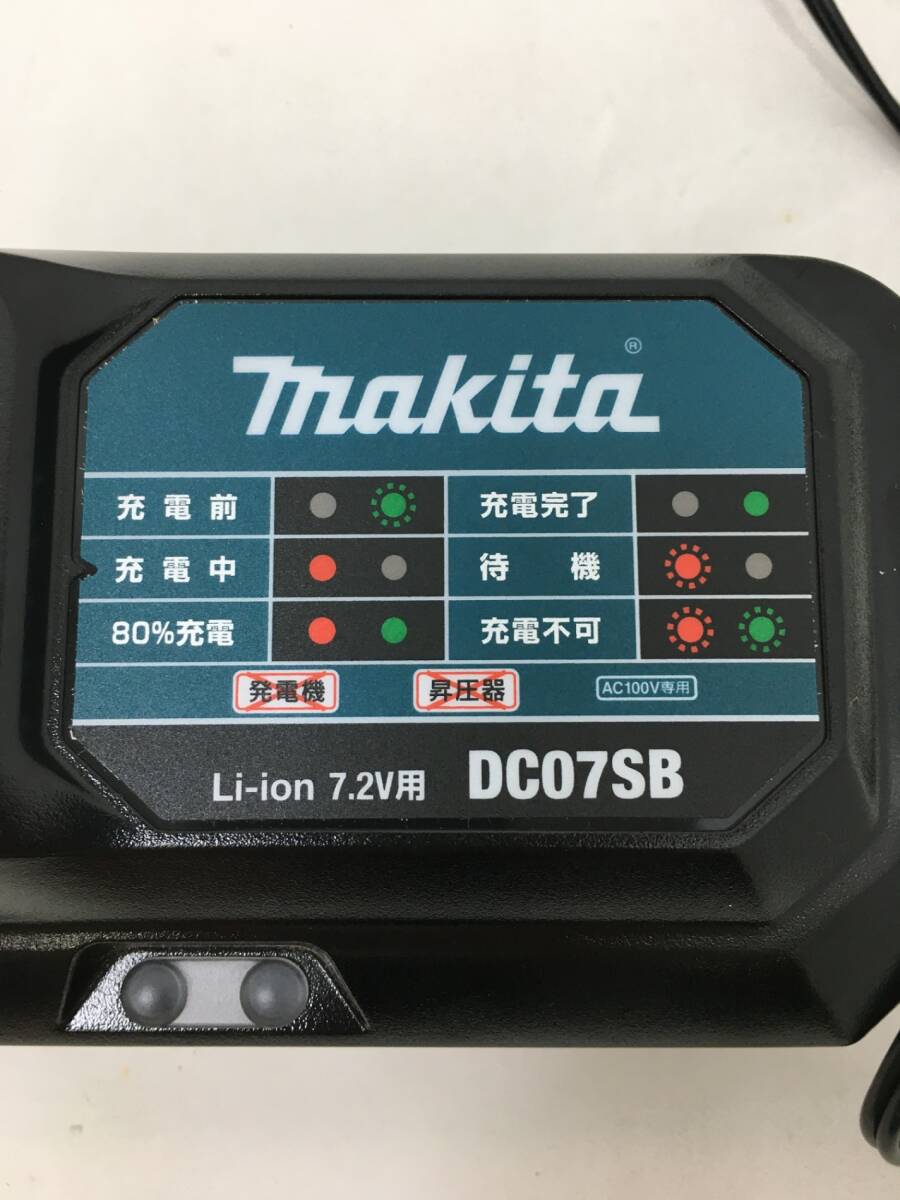 makita®
充電前 充電完了
充電中 待機
80%充電 充電不可
発電機 昇圧器 AC100V専用
Li-ion 7.2V用 DC07SB